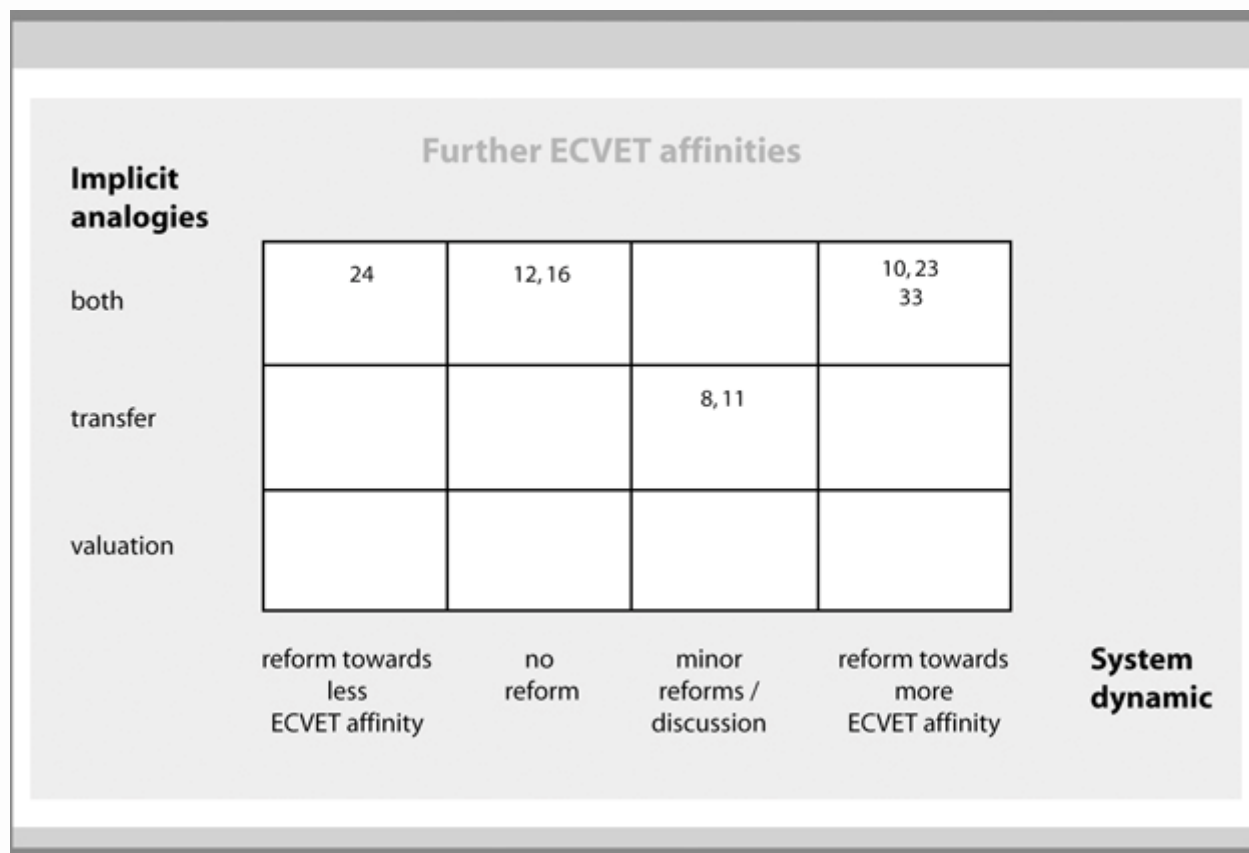 Further ECVET affinities
Implicit
analogies
both
24
12, 16
10, 23
33
transfer
8, 11
valuation
reform towards
less
ECVET affinity
no
reform
minor
reforms /
discussion
reform towards
more
ECVET affinity
System
dynamic